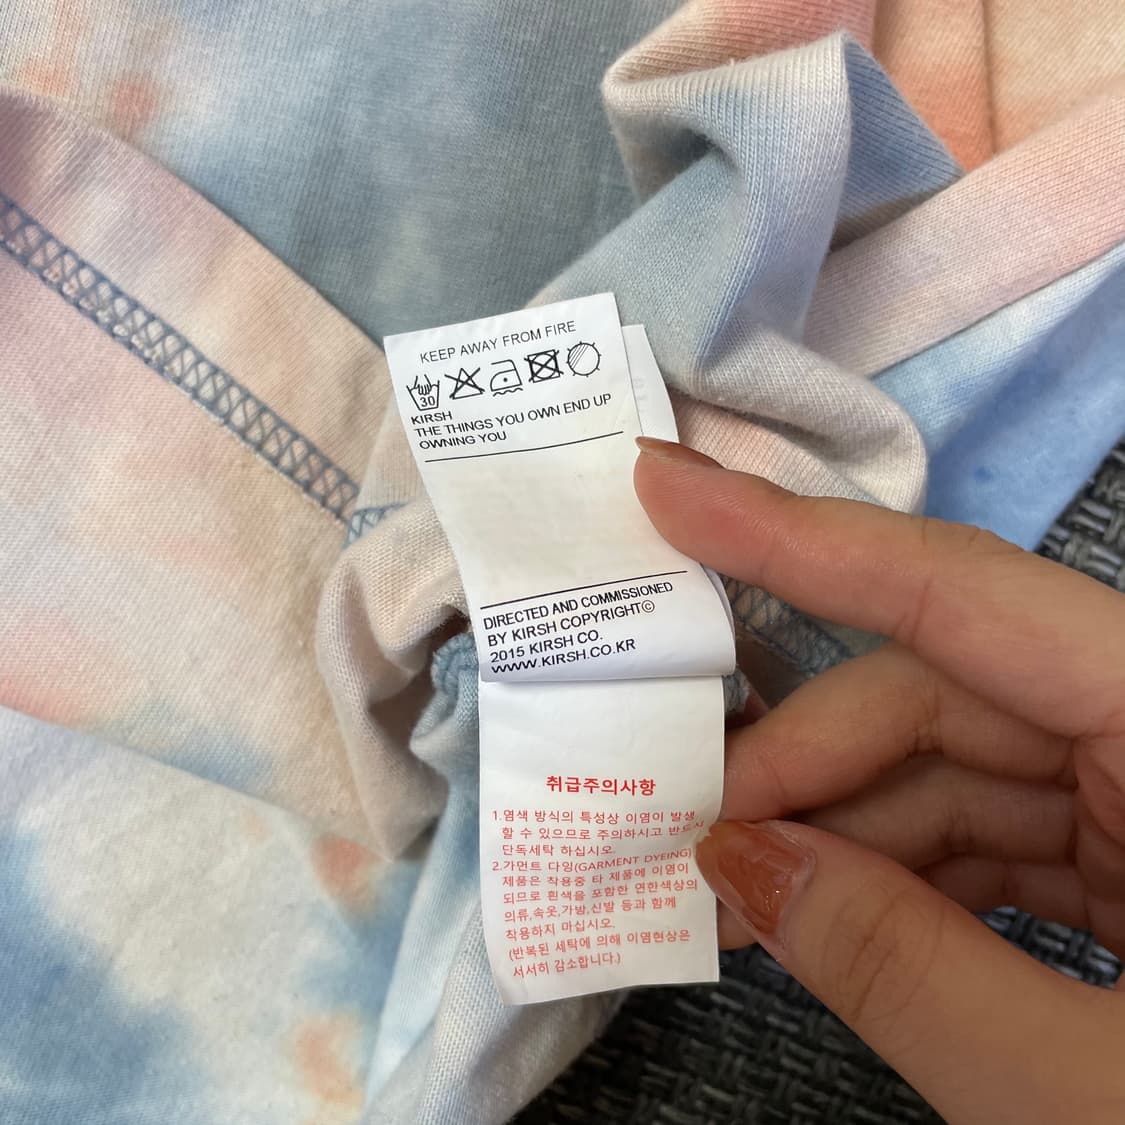 KEEP AWAY FROM FIRE
30
KIRSH
THE THINGS YOU OWN END UP
OWNING YOU
DIRECTED AND COMMISSIONED
BY KIRSH COPYRIGHT©
2015 KIRSH CO.
WWW.KIRSH.CO.KR
취급주의사항
1.염색 방식의 특성상 이염이 발생
할 수 있으므로 주의하시고 반드시
단독세탁 하십시오.
2.가먼트 다잉(GARMENT DYEING)
제품은 착용중 타 제품에 이염이
되므로 흰색을 포함한 연한색상의
의류,속옷,가방,신발 등과 함께
착용하지 마십시오.
(반복된 세탁에 의해 이염현상은
서서히 감소합니다.)